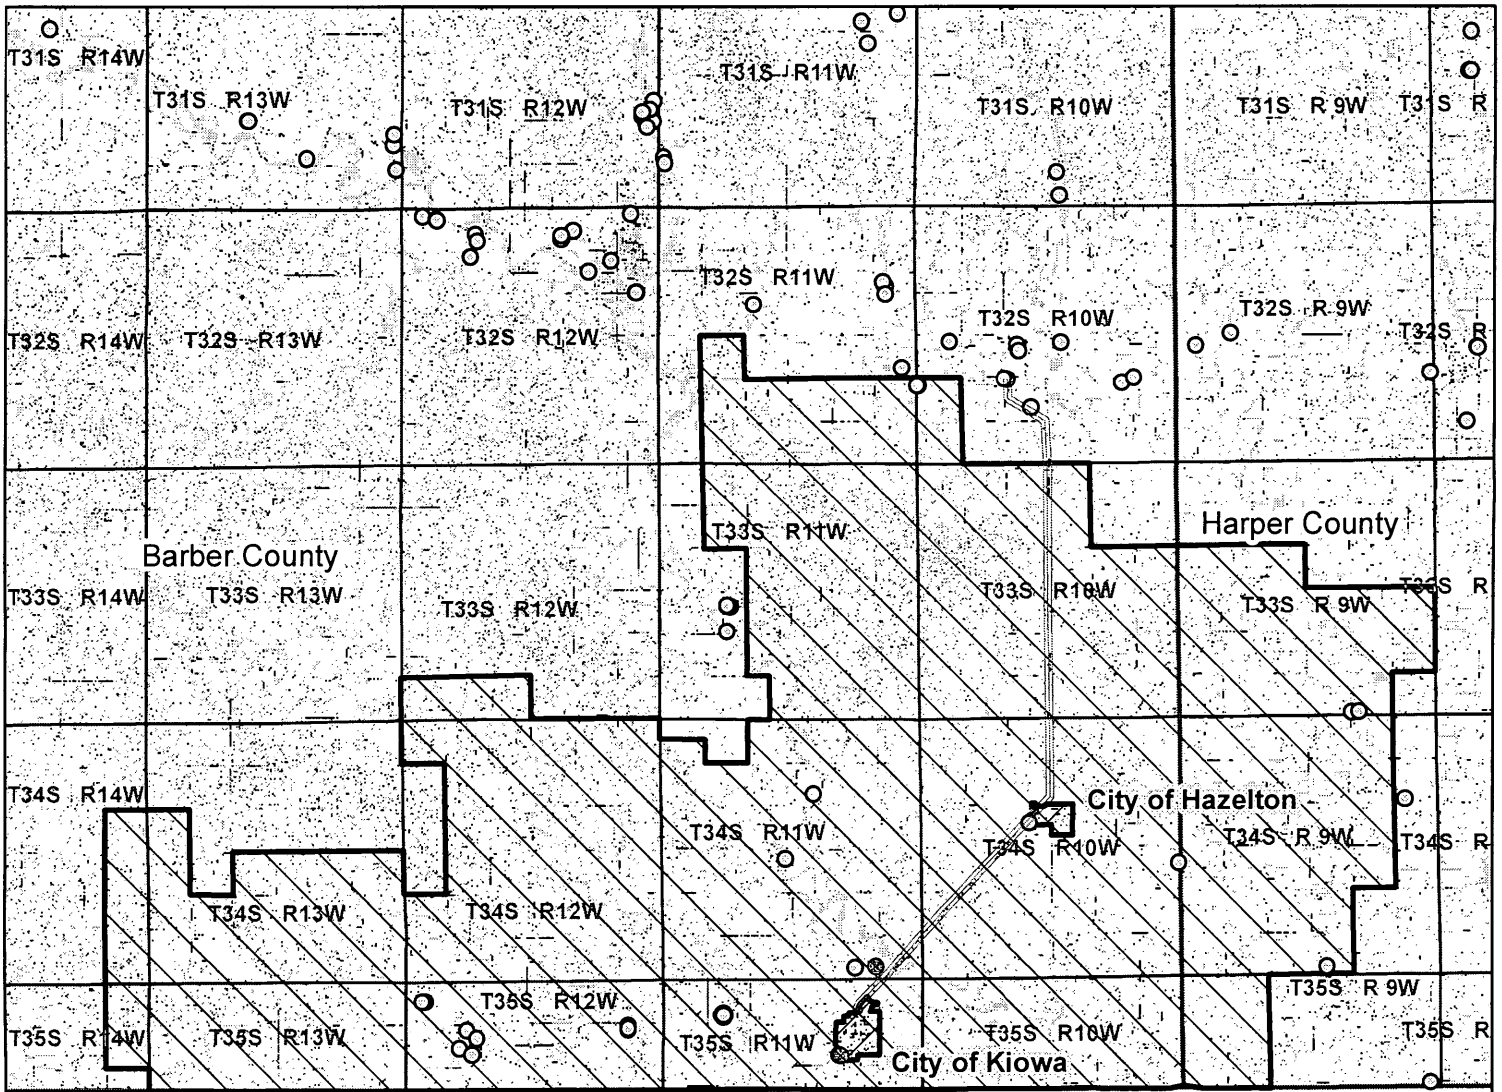 T31S R14W
T31S R13W
T31S R12W
T31S R11W
T31S R10W
T31S R 9W
T31S R
T32S R14W
T32S R13W
T32S R12W
T32S R11W
T32S R10W
T32S R 9W
T32S R
Barber County
Harper County
T33S R14W
T33S R13W
T33S R12W
T33S R11W
T33S R10W
T33S R 9W
T33S R
T34S R14W
T34S R13W
T34S R12W
T34S R11W
City of Hazelton
T34S R10W
T34S R 9W
T34S R
T35S R14W
T35S R13W
T35S R12W
T35S R11W
City of Kiowa
T35S R10W
T35S R 9W
T35S R